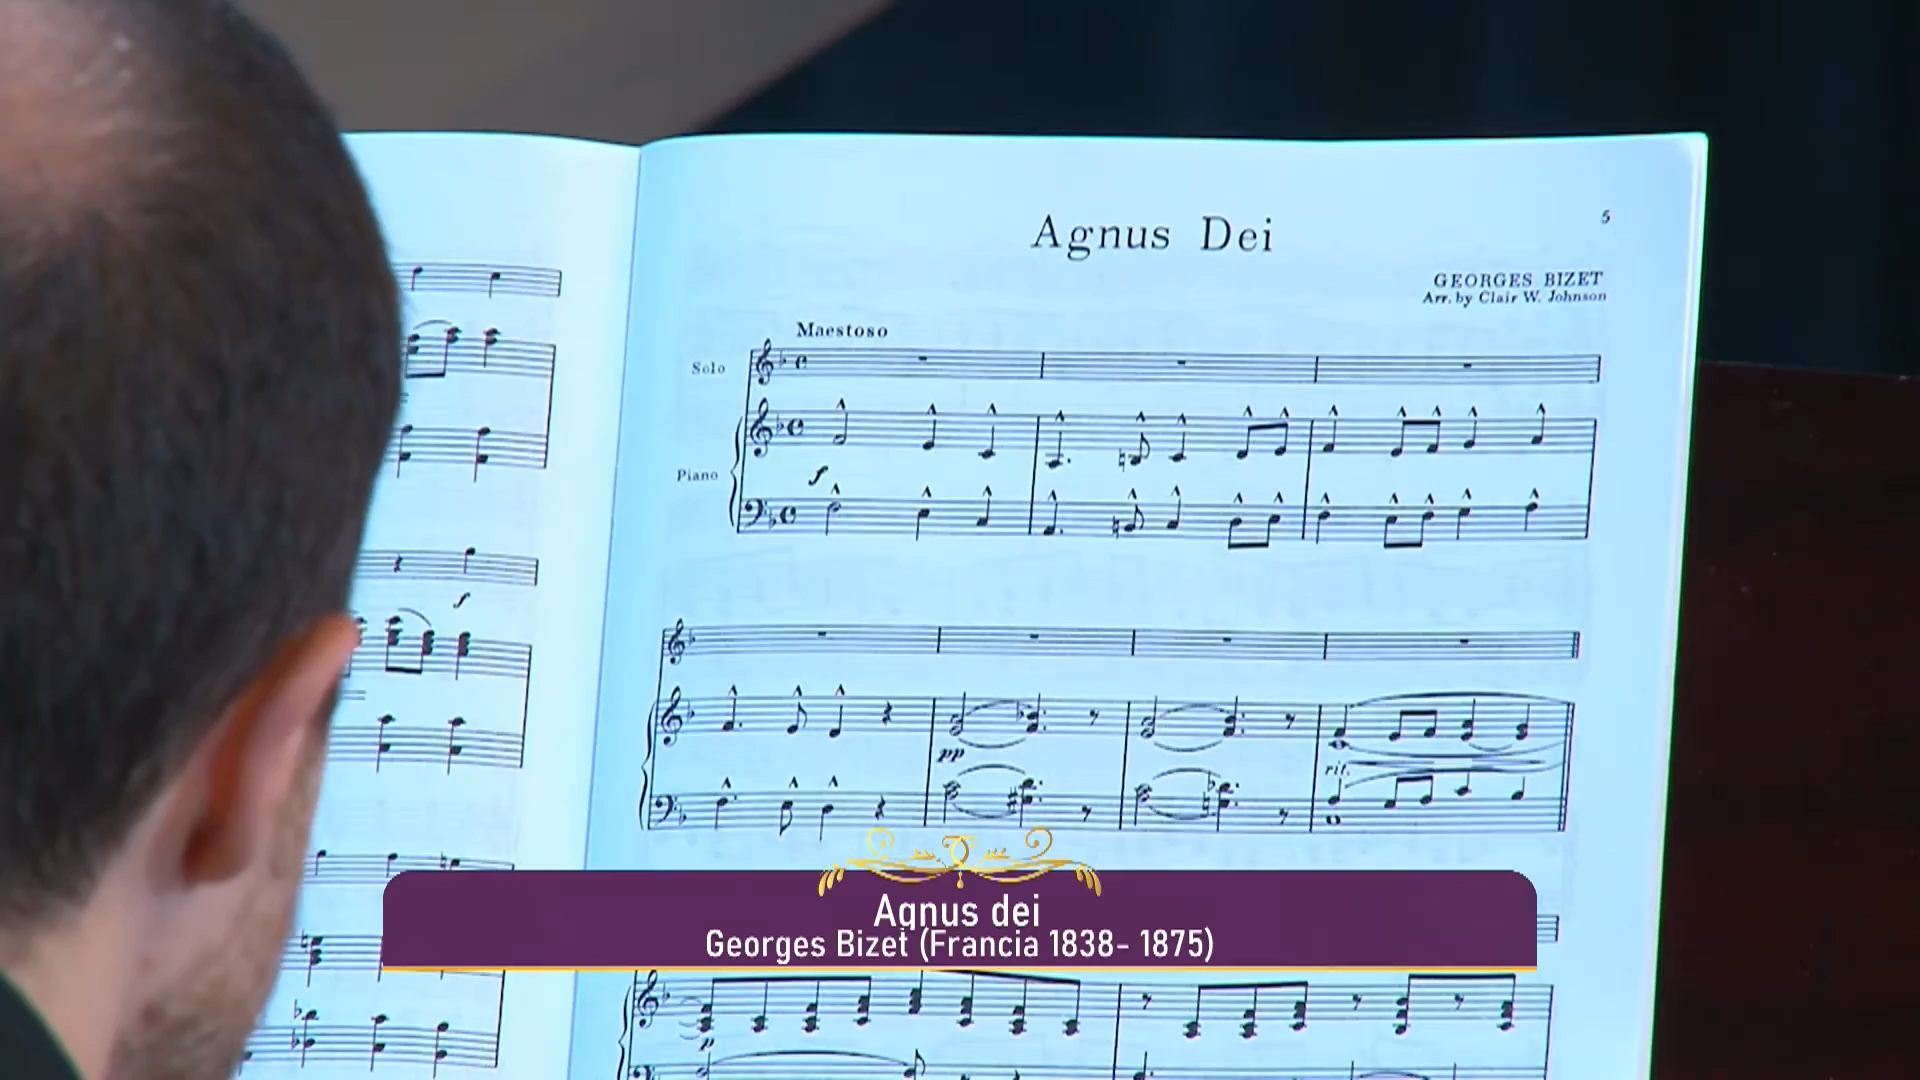 Agnus Dei
5
GEORGES BIZET
Arr. by Clair W. Johnson
Maestoso
Solo
Piano
f
f
pp
rit.
Agnus dei
Georges Bizet (Francia 1838- 1875)
p